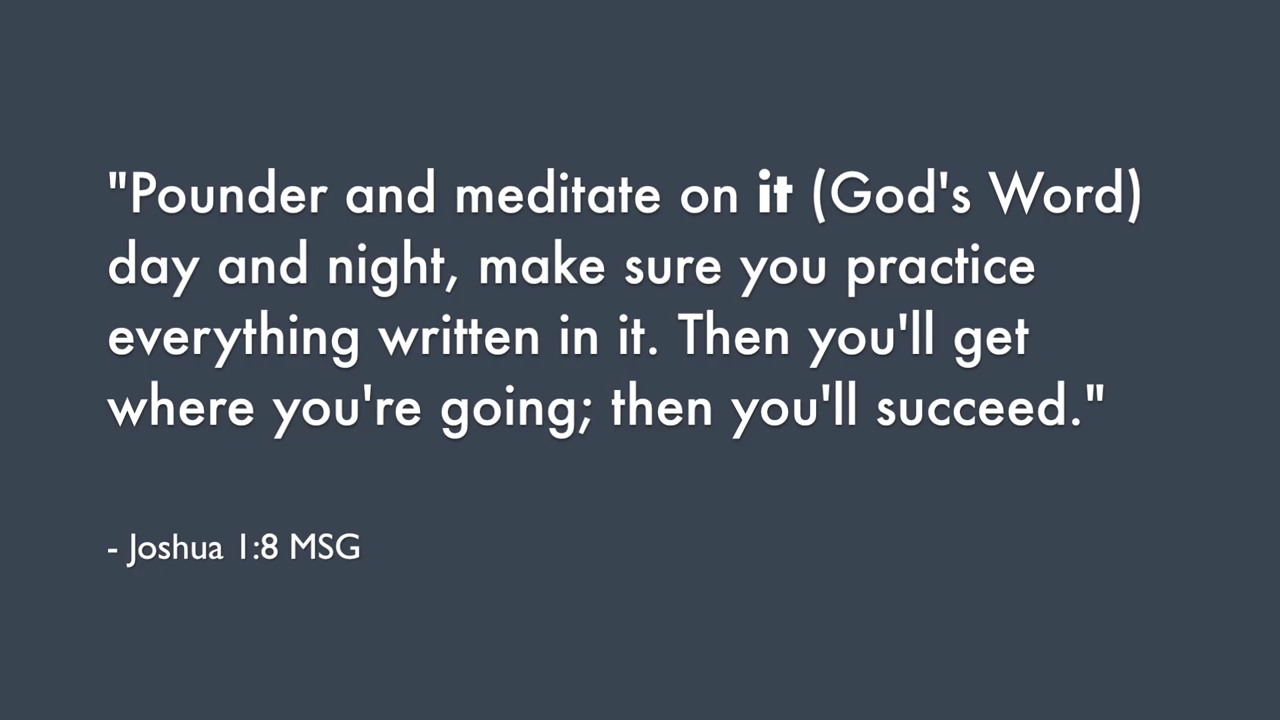 "Pounder and meditate on it (God's Word)
day and night, make sure you practice
everything written in it. Then you'll get
where you're going; then you'll succeed."
- Joshua 1:8 MSG